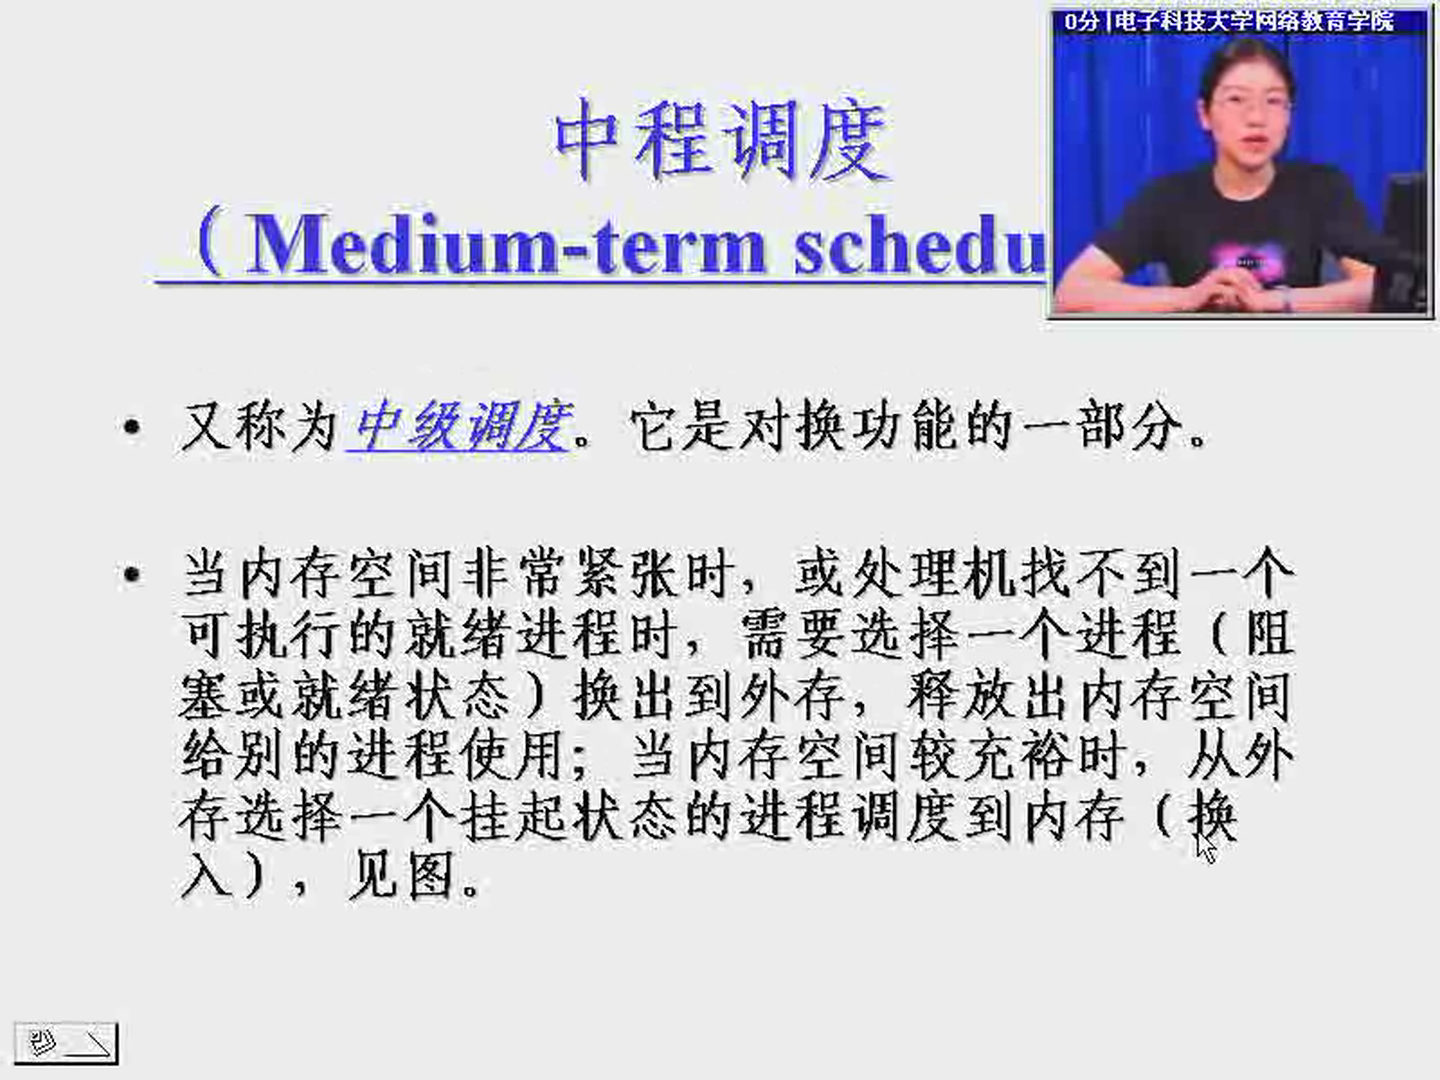 0分|电子科技大学网络教育学院
中程调度
（Medium-term schedu
• 又称为中级调度。它是对换功能的一部分。
• 当内存空间非常紧张时，或处理机找不到一个
可执行的就绪进程时，需要选择一个进程（阻
塞或就绪状态）换出到外存，释放出内存空间
给别的进程使用；当内存空间较充裕时，从外
存选择一个挂起状态的进程调度到内存（换
入），见图。